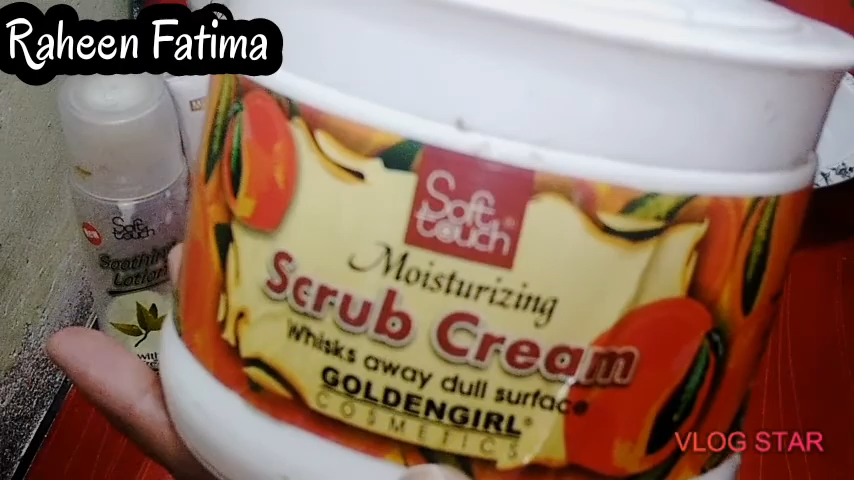 Raheen Fatima
Soft
touch
Moisturizing
Scrub Cream
Whisks away dull surface
GOLDENGIRL®
COSMETICS
Soft
touch
Soothing
Lotion
with
VLOG STAR